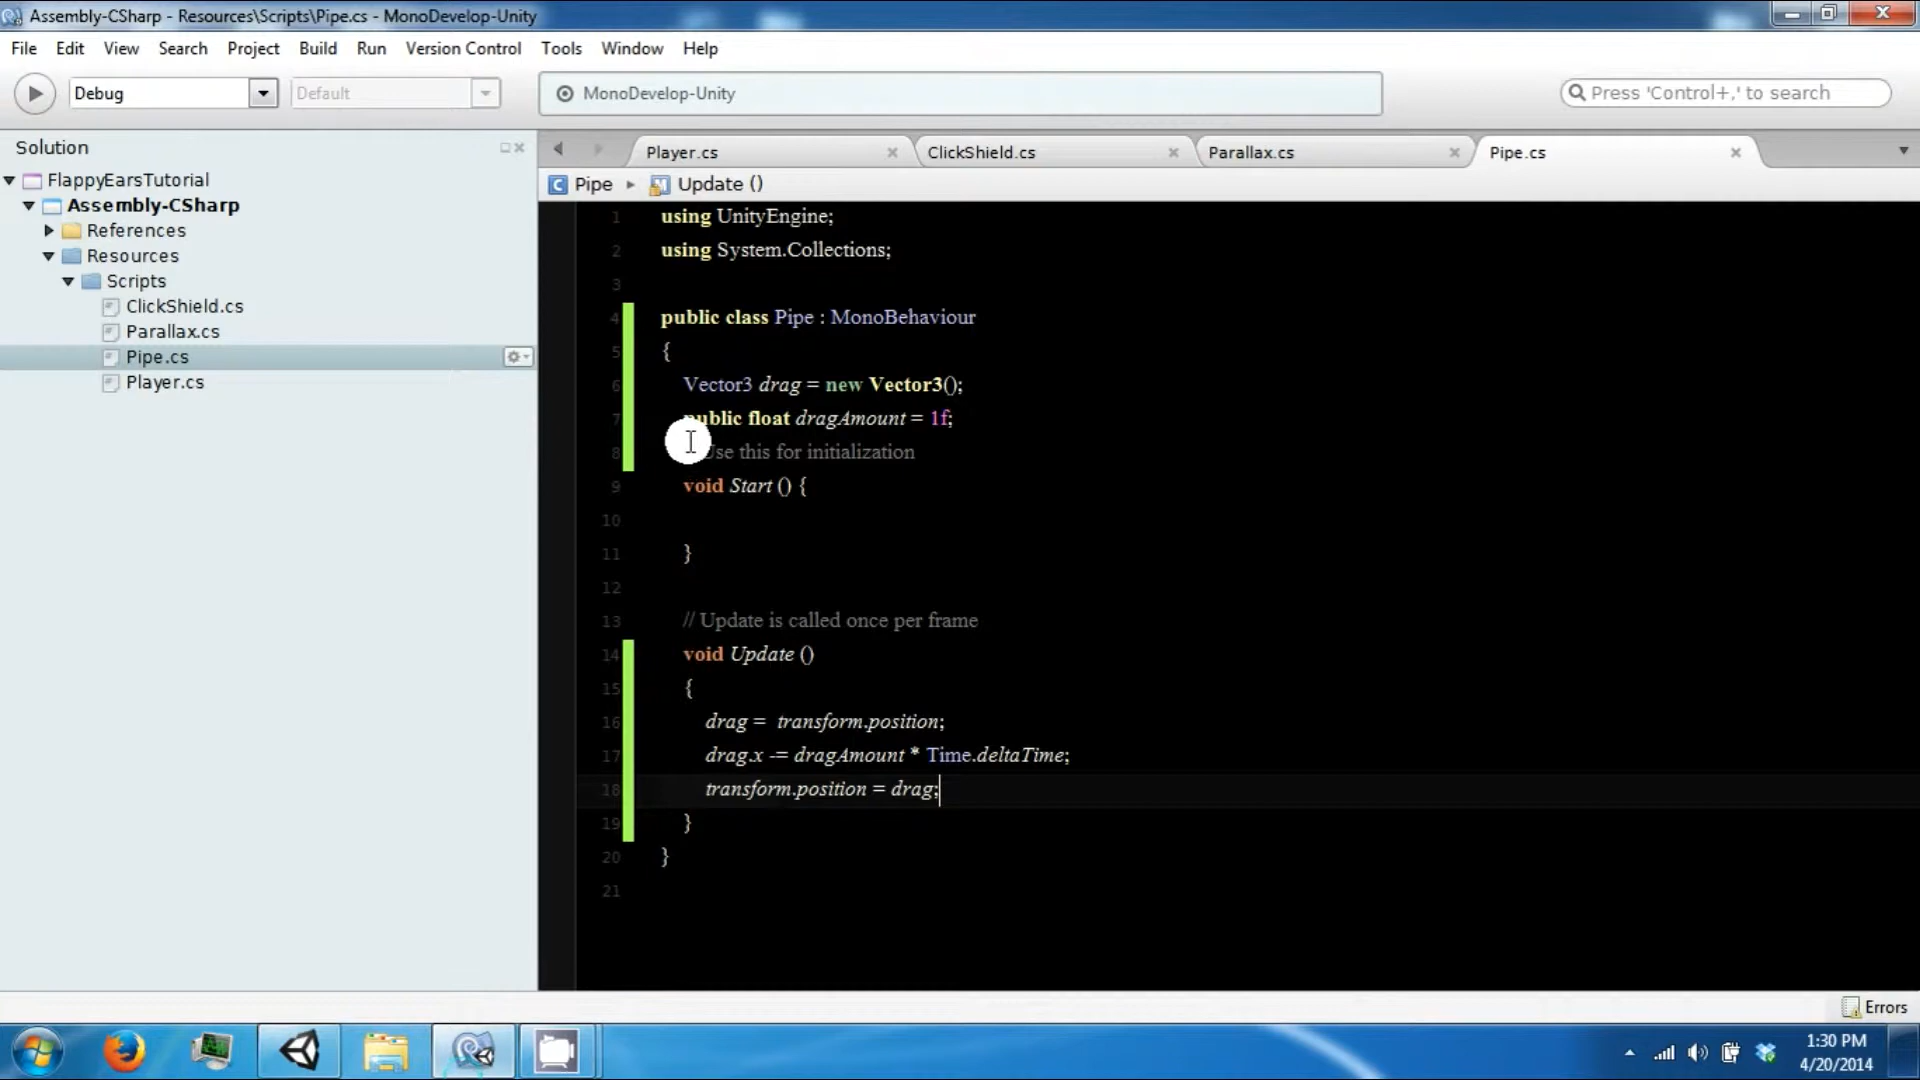 Assembly-CSharp - Resources\Scripts\Pipe.cs - MonoDevelop-Unity
File Edit View Search Project Build Run Version Control Tools Window Help
Debug Default MonoDevelop-Unity Press 'Control+,' to search
Solution
FlappyEarsTutorial
Assembly-CSharp
References
Resources
Scripts
ClickShield.cs
Parallax.cs
Pipe.cs
Player.cs
Player.cs ClickShield.cs Parallax.cs Pipe.cs
Pipe Update ()
1 using UnityEngine;
2 using System.Collections;
3
4 public class Pipe : MonoBehaviour
5 {
6 Vector3 drag = new Vector3();
7 public float dragAmount = 1f;
8 Use this for initialization
9 void Start () {
10
11 }
12
13 // Update is called once per frame
14 void Update ()
15 {
16 drag = transform.position;
17 drag.x -= dragAmount * Time.deltaTime;
18 transform.position = drag;
19 }
20 }
21
Errors
1:30 PM
4/20/2014